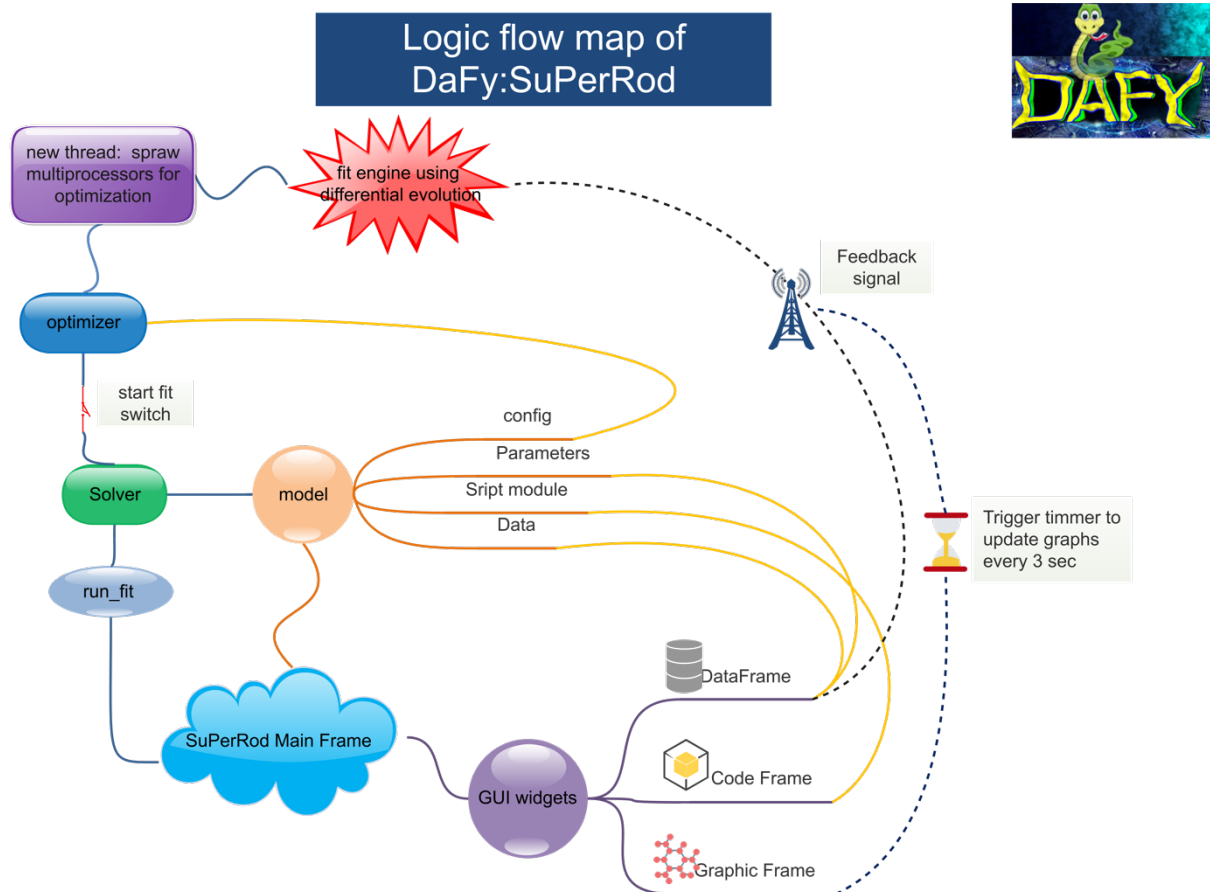 Logic flow map of
DaFy:SuPerRod
DAFY
new thread:  spraw
multiprocessors for
optimization
fit engine using
differential evolution
Feedback
signal
optimizer
start fit
switch
config
Parameters
Sript module
Data
Solver
model
Trigger timmer to
update graphs
every 3 sec
run_fit
DataFrame
SuPerRod Main Frame
Code Frame
GUI widgets
Graphic Frame